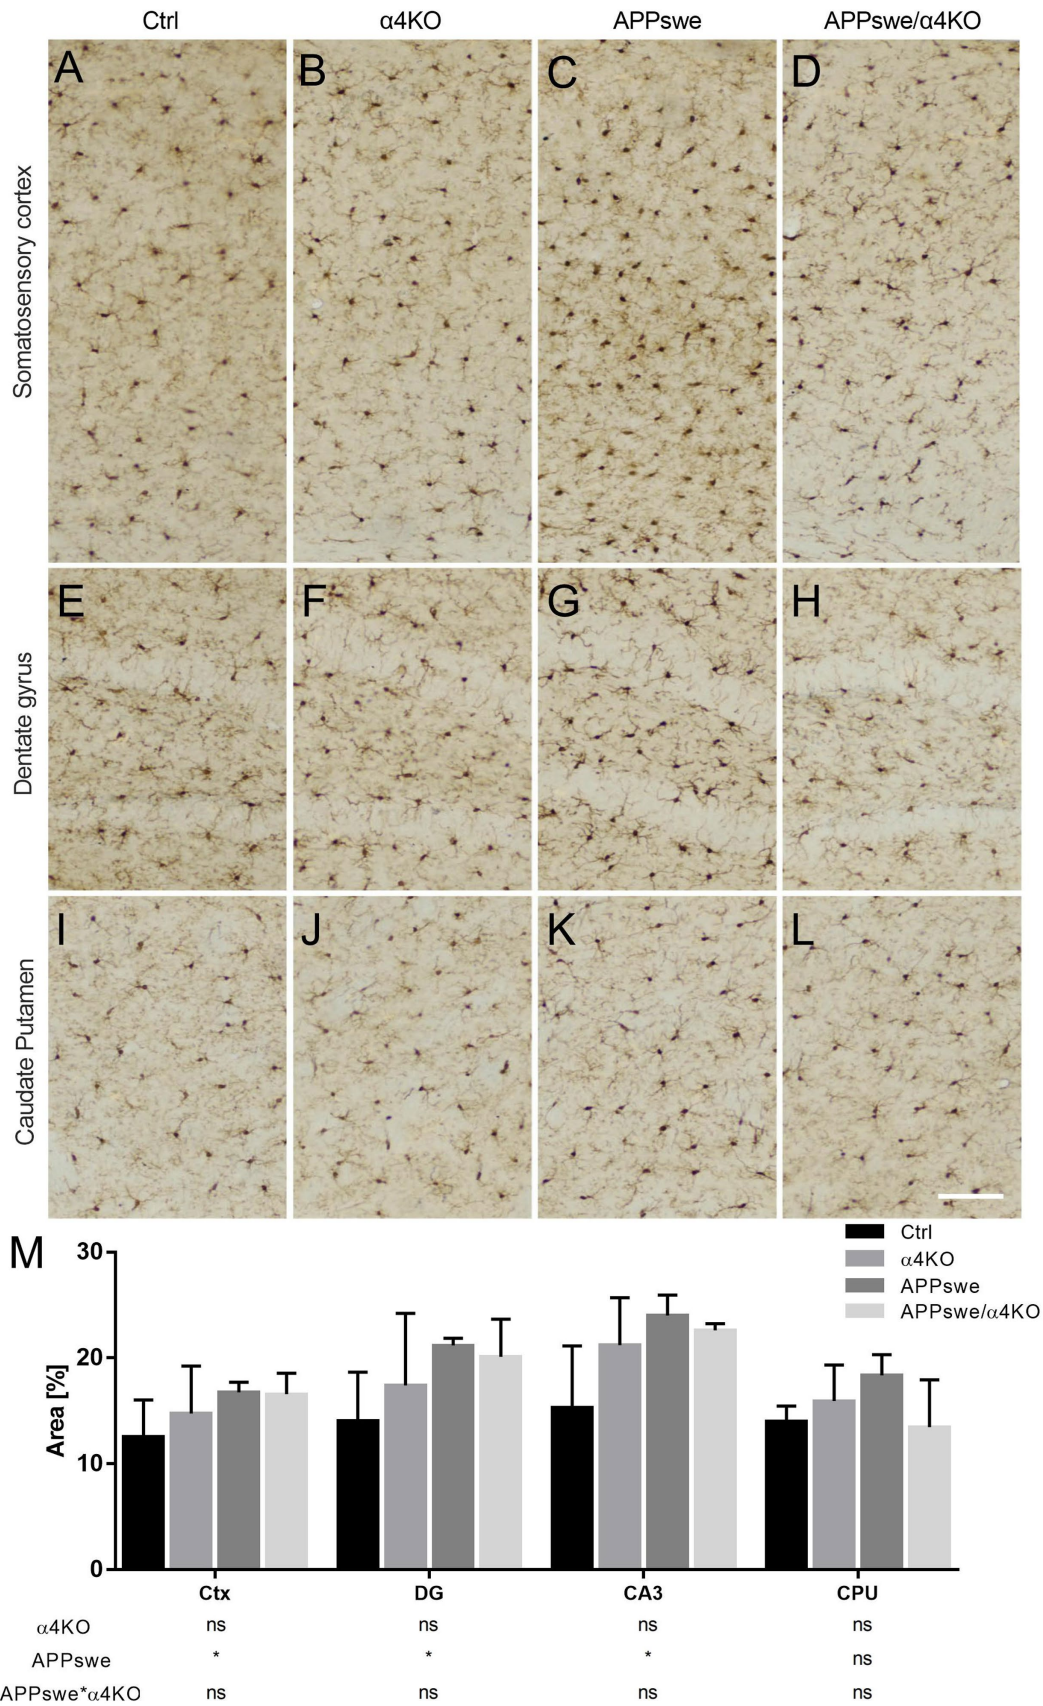 Ctrl α4KO APPswe APPswe/α4KO
Somatosensory cortex
A B C D
Dentate gyrus
E F G H
Caudate Putamen
I J K L
M
Ctrl
α4KO
APPswe
APPswe/α4KO
Area [%]
30
20
10
0
Ctx DG CA3 CPU
α4KO ns ns ns ns
APPswe * * * ns
APPswe*α4KO ns ns ns ns